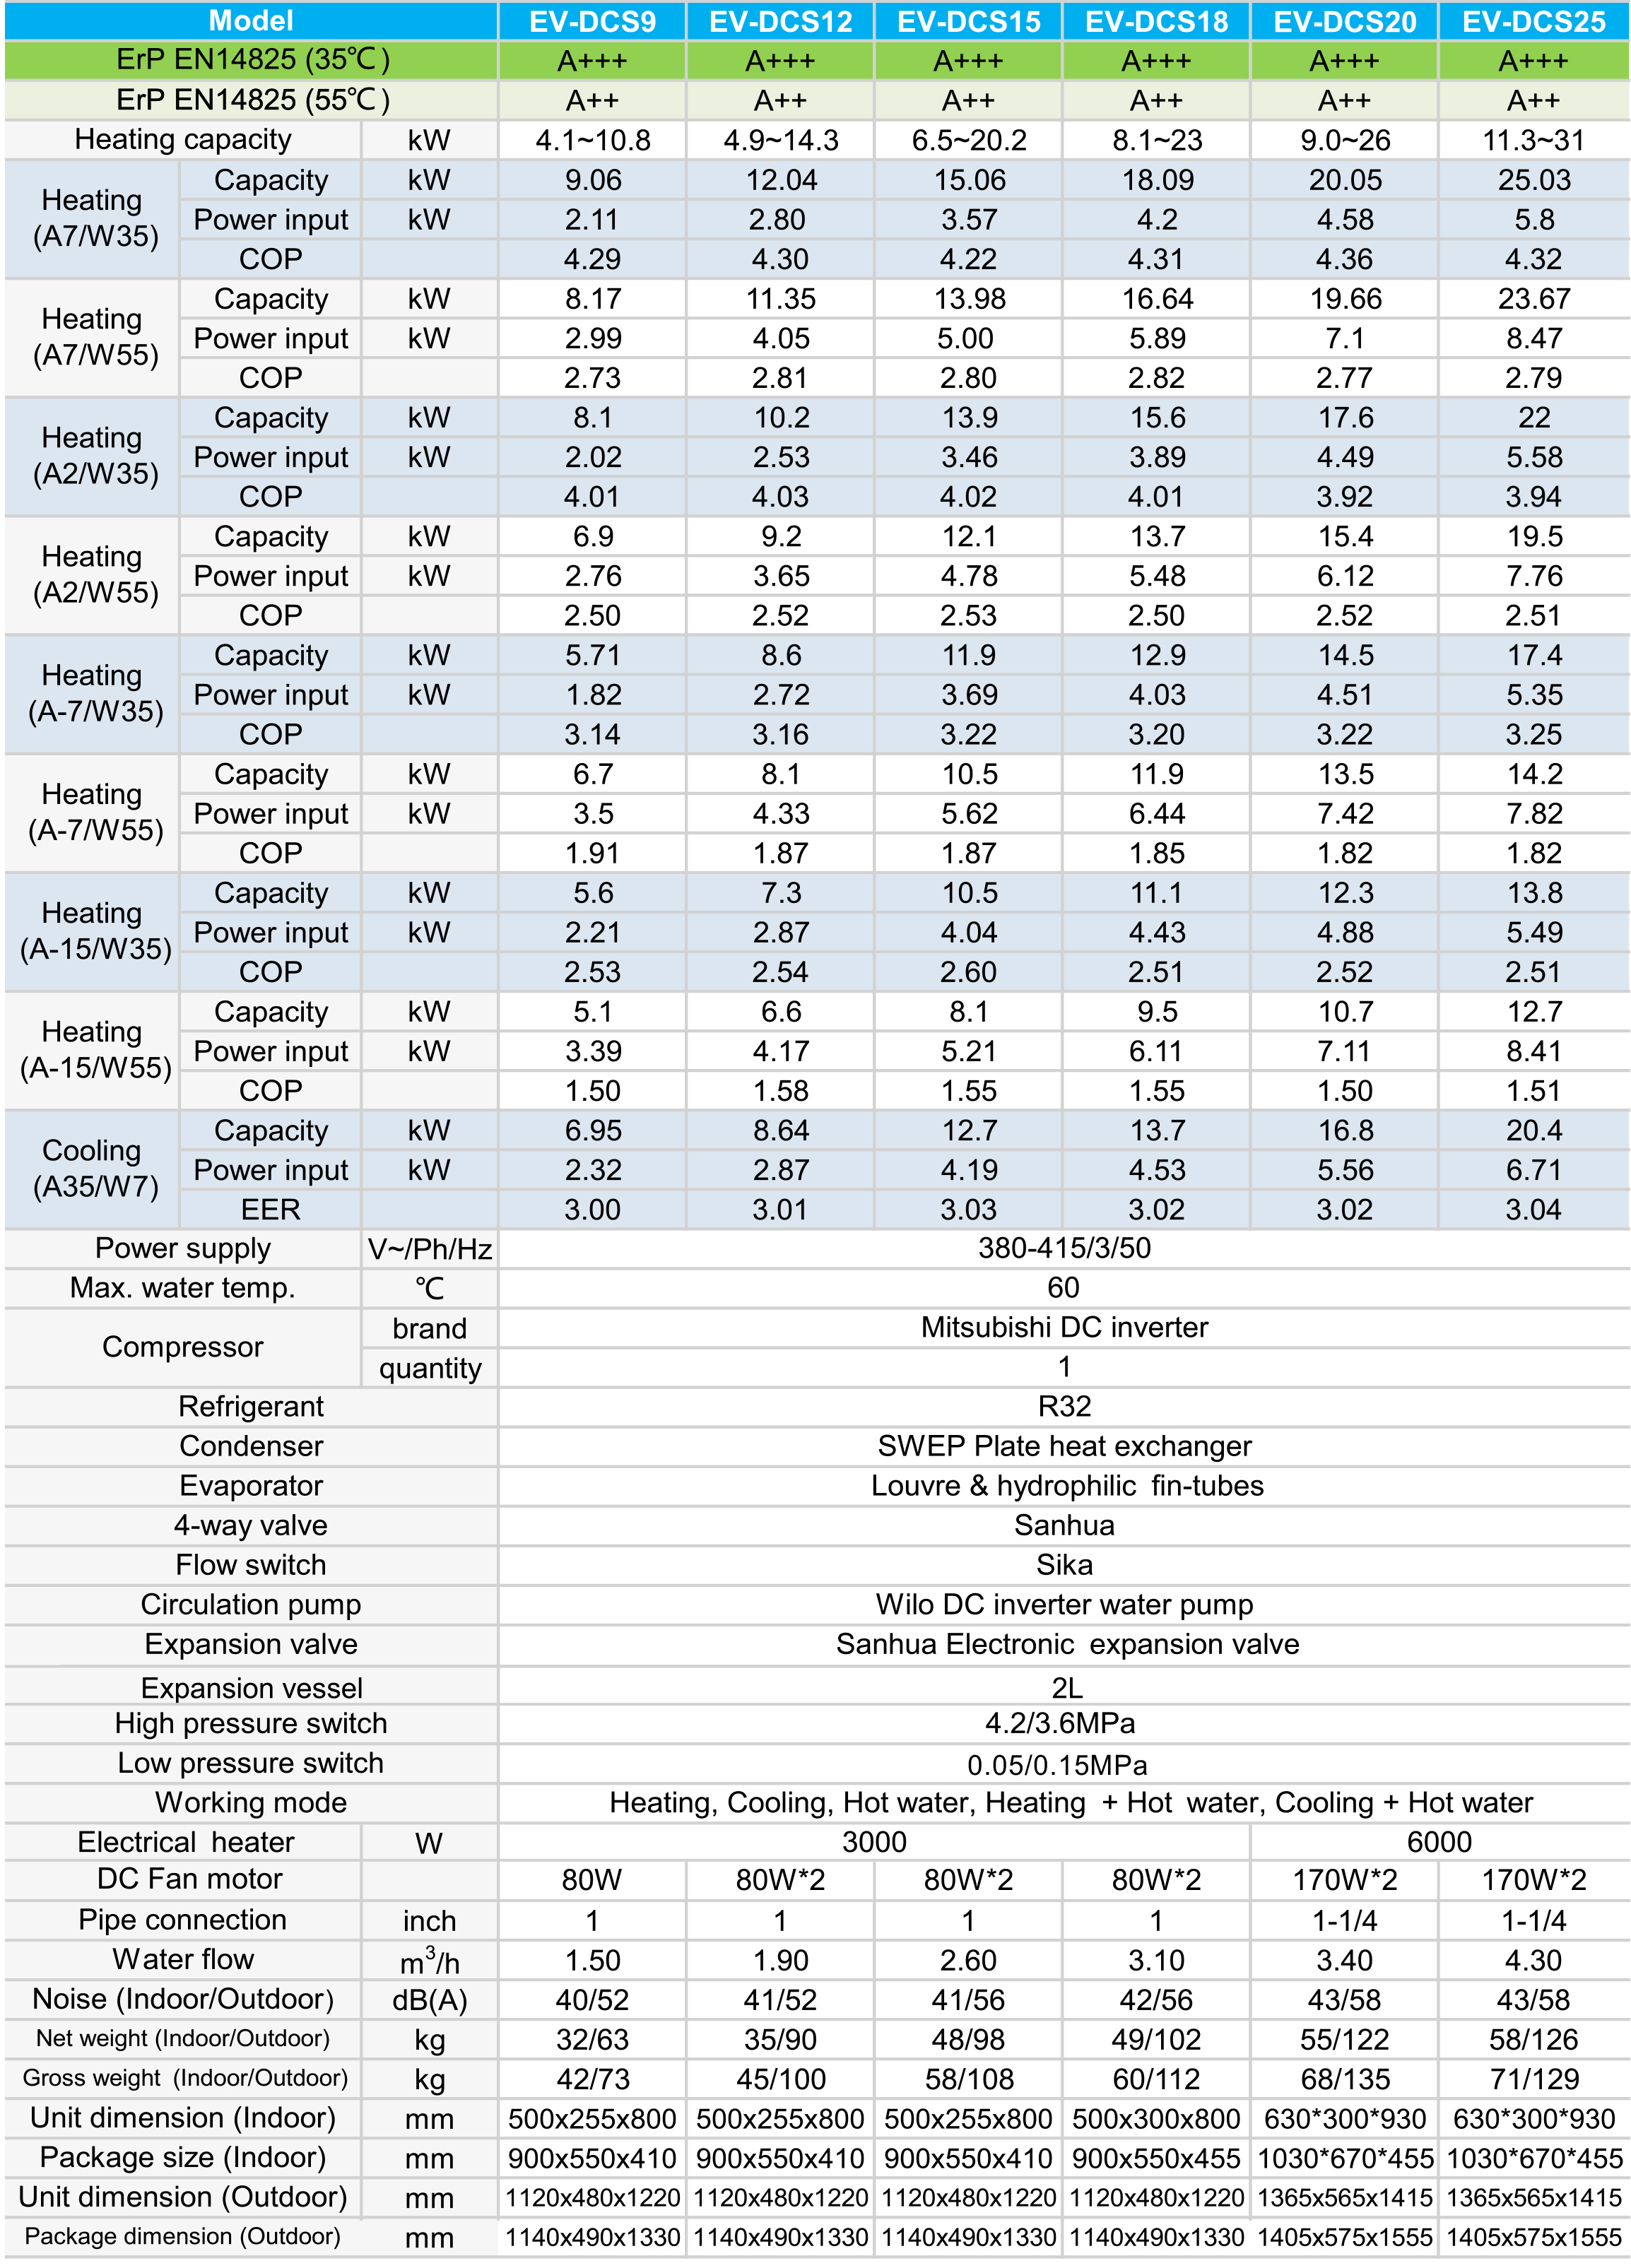 Model EV-DCS9 EV-DCS12 EV-DCS15 EV-DCS18 EV-DCS20 EV-DCS25
ErP EN14825 (35℃) A+++ A+++ A+++ A+++ A+++ A+++
ErP EN14825 (55℃) A++ A++ A++ A++ A++ A++
Heating capacity kW 4.1~10.8 4.9~14.3 6.5~20.2 8.1~23 9.0~26 11.3~31
Heating (A7/W35) Capacity kW 9.06 12.04 15.06 18.09 20.05 25.03
Power input kW 2.11 2.80 3.57 4.2 4.58 5.8
COP 4.29 4.30 4.22 4.31 4.36 4.32
Heating (A7/W55) Capacity kW 8.17 11.35 13.98 16.64 19.66 23.67
Power input kW 2.99 4.05 5.00 5.89 7.1 8.47
COP 2.73 2.81 2.80 2.82 2.77 2.79
Heating (A2/W35) Capacity kW 8.1 10.2 13.9 15.6 17.6 22
Power input kW 2.02 2.53 3.46 3.89 4.49 5.58
COP 4.01 4.03 4.02 4.01 3.92 3.94
Heating (A2/W55) Capacity kW 6.9 9.2 12.1 13.7 15.4 19.5
Power input kW 2.76 3.65 4.78 5.48 6.12 7.76
COP 2.50 2.52 2.53 2.50 2.52 2.51
Heating (A-7/W35) Capacity kW 5.71 8.6 11.9 12.9 14.5 17.4
Power input kW 1.82 2.72 3.69 4.03 4.51 5.35
COP 3.14 3.16 3.22 3.20 3.22 3.25
Heating (A-7/W55) Capacity kW 6.7 8.1 10.5 11.9 13.5 14.2
Power input kW 3.5 4.33 5.62 6.44 7.42 7.82
COP 1.91 1.87 1.87 1.85 1.82 1.82
Heating (A-15/W35) Capacity kW 5.6 7.3 10.5 11.1 12.3 13.8
Power input kW 2.21 2.87 4.04 4.43 4.88 5.49
COP 2.53 2.54 2.60 2.51 2.52 2.51
Heating (A-15/W55) Capacity kW 5.1 6.6 8.1 9.5 10.7 12.7
Power input kW 3.39 4.17 5.21 6.11 7.11 8.41
COP 1.50 1.58 1.55 1.55 1.50 1.51
Cooling (A35/W7) Capacity kW 6.95 8.64 12.7 13.7 16.8 20.4
Power input kW 2.32 2.87 4.19 4.53 5.56 6.71
EER 3.00 3.01 3.03 3.02 3.02 3.04
Power supply V~/Ph/Hz 380-415/3/50
Max. water temp. ℃ 60
Compressor brand Mitsubishi DC inverter
quantity 1
Refrigerant R32
Condenser SWEP Plate heat exchanger
Evaporator Louvre & hydrophilic fin-tubes
4-way valve Sanhua
Flow switch Sika
Circulation pump Wilo DC inverter water pump
Expansion valve Sanhua Electronic expansion valve
Expansion vessel 2L
High pressure switch 4.2/3.6MPa
Low pressure switch 0.05/0.15MPa
Working mode Heating, Cooling, Hot water, Heating + Hot water, Cooling + Hot water
Electrical heater W 3000 6000
DC Fan motor 80W 80W*2 80W*2 80W*2 170W*2 170W*2
Pipe connection inch 1 1 1 1 1-1/4 1-1/4
Water flow m³/h 1.50 1.90 2.60 3.10 3.40 4.30
Noise (Indoor/Outdoor) dB(A) 40/52 41/52 41/56 42/56 43/58 43/58
Net weight (Indoor/Outdoor) kg 32/63 35/90 48/98 49/102 55/122 58/126
Gross weight (Indoor/Outdoor) kg 42/73 45/100 58/108 60/112 68/135 71/129
Unit dimension (Indoor) mm 500x255x800 500x255x800 500x255x800 500x300x800 630*300*930 630*300*930
Package size (Indoor) mm 900x550x410 900x550x410 900x550x410 900x550x455 1030*670*455 1030*670*455
Unit dimension (Outdoor) mm 1120x480x1220 1120x480x1220 1120x480x1220 1120x480x1220 1365x565x1415 1365x565x1415
Package dimension (Outdoor) mm 1140x490x1330 1140x490x1330 1140x490x1330 1140x490x1330 1405x575x1555 1405x575x1555